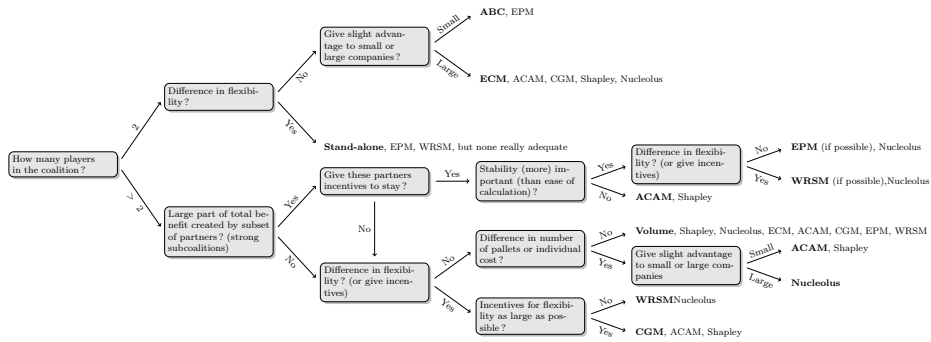 ABC, EPM
Small
Give slight advan-
tage to small or
large companies ?
No
Large
ECM, ACAM, CGM, Shapley, Nucleolus
Difference in flexibi-
lity ?
2
Yes
Stand-alone, EPM, WRSM, but none really adequate
How many players
in the coalition ?
> 2
Large part of total be-
nefit created by subset
of partners ? (strong
subcoalitions)
Yes
Give these partners
incentives to stay ?
Yes
Stability (more) im-
portant (than ease of
calculation) ?
Yes
Difference in flexibi-
lity ? (or give incen-
tives)
No
EPM (if possible), Nucleolus
Yes
WRSM (if possible),Nucleolus
No
ACAM, Shapley
No
No
Difference in flexibi-
lity ? (or give incen-
tives)
No
Difference in number
of pallets or individual
cost ?
No
Volume, Shapley, Nucleolus, ECM, ACAM, CGM, EPM, WRSM
Yes
Give slight advantage
to small or large com-
panies
Small
ACAM, Shapley
Large
Nucleolus
Yes
Incentives for flexibi-
lity as large as pos-
sible ?
No
WRSMNucleolus
Yes
CGM, ACAM, Shapley